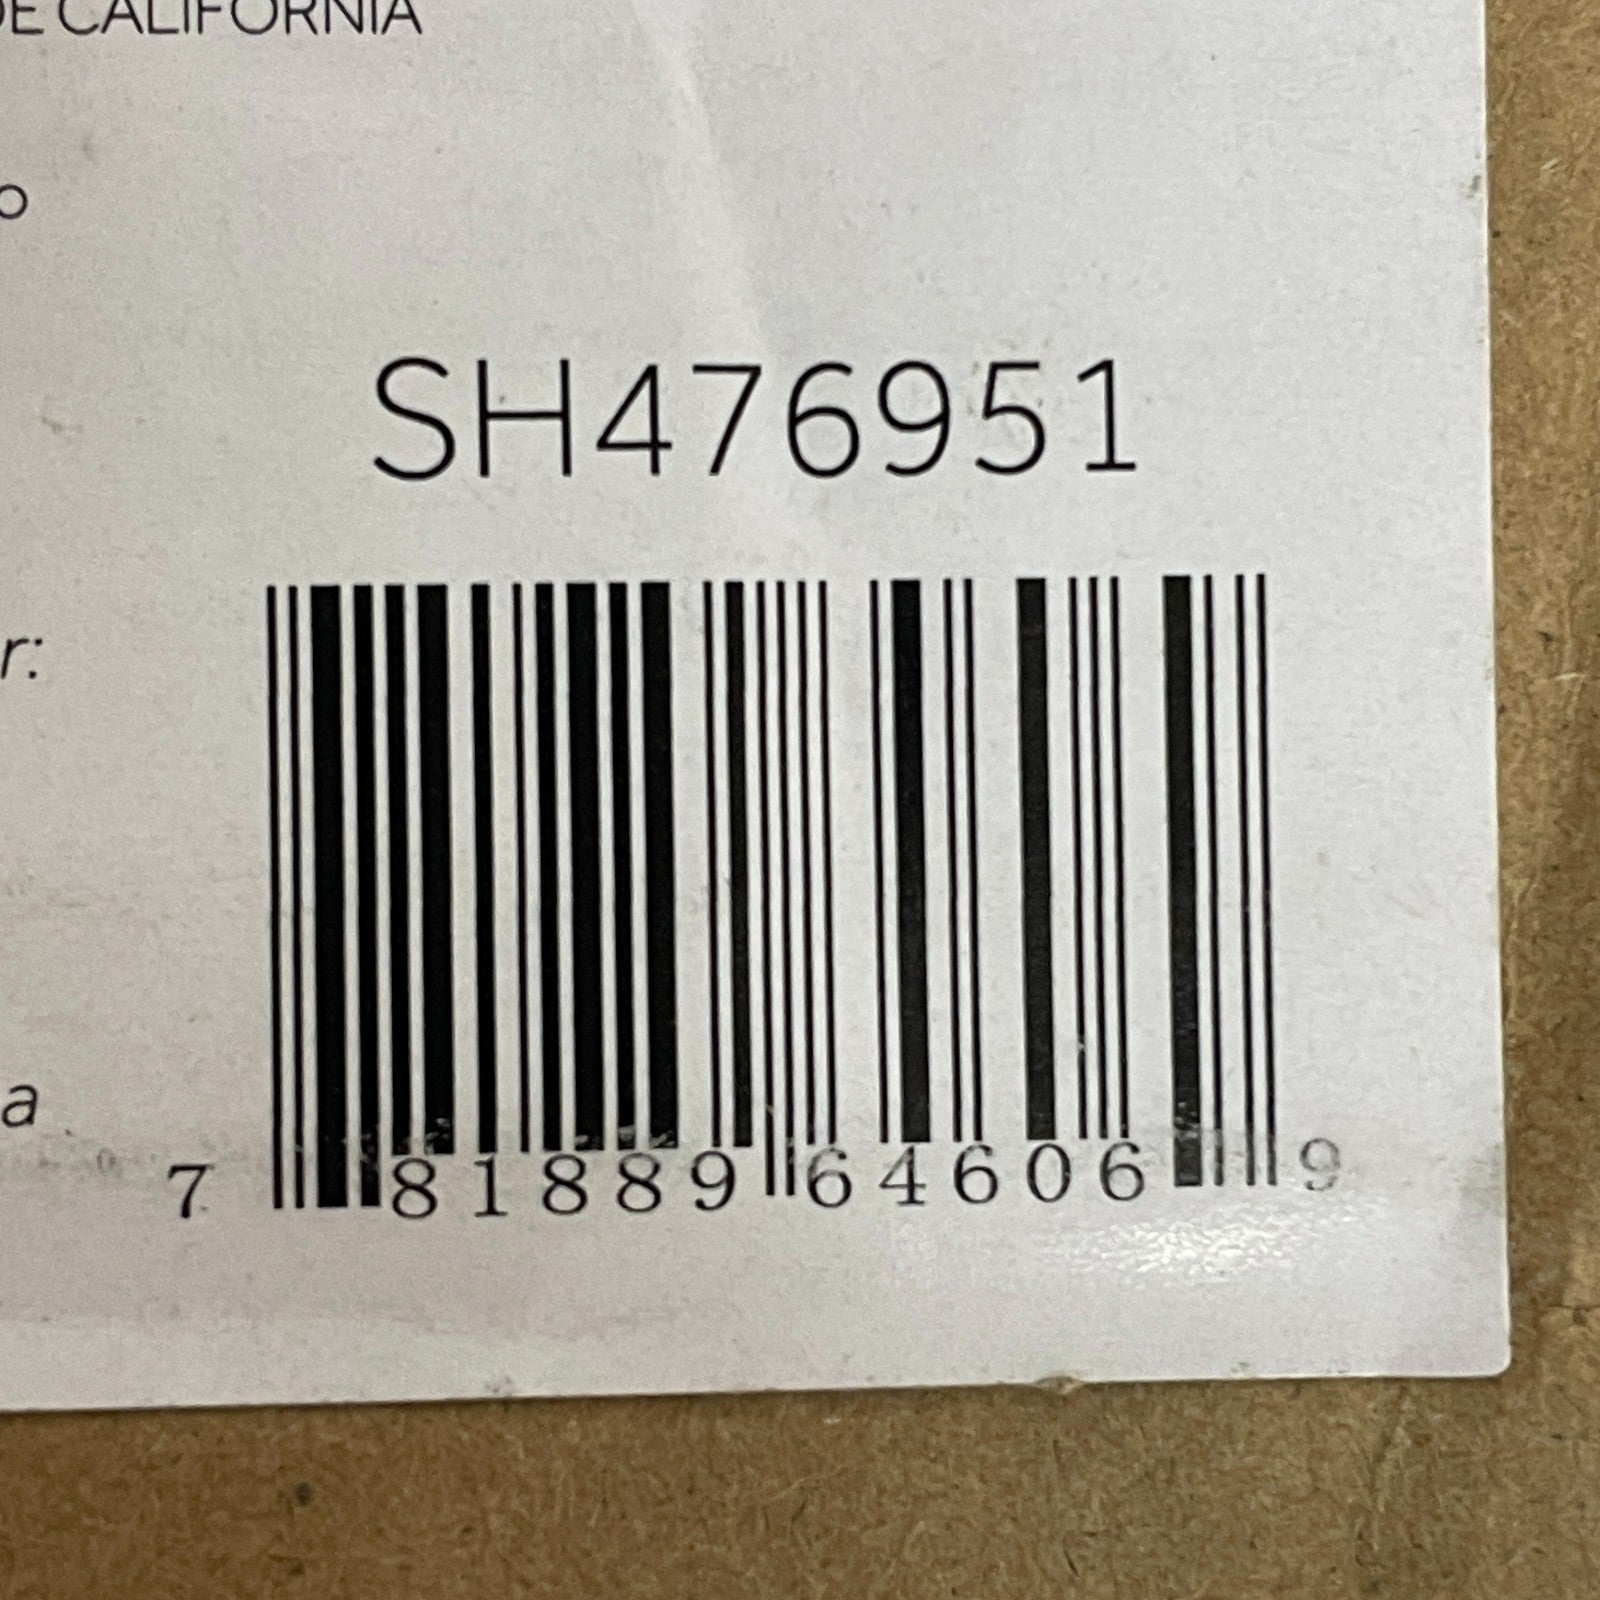 DE CALIFORNIA
o
SH476951
r:
a
7 81889 64606 9